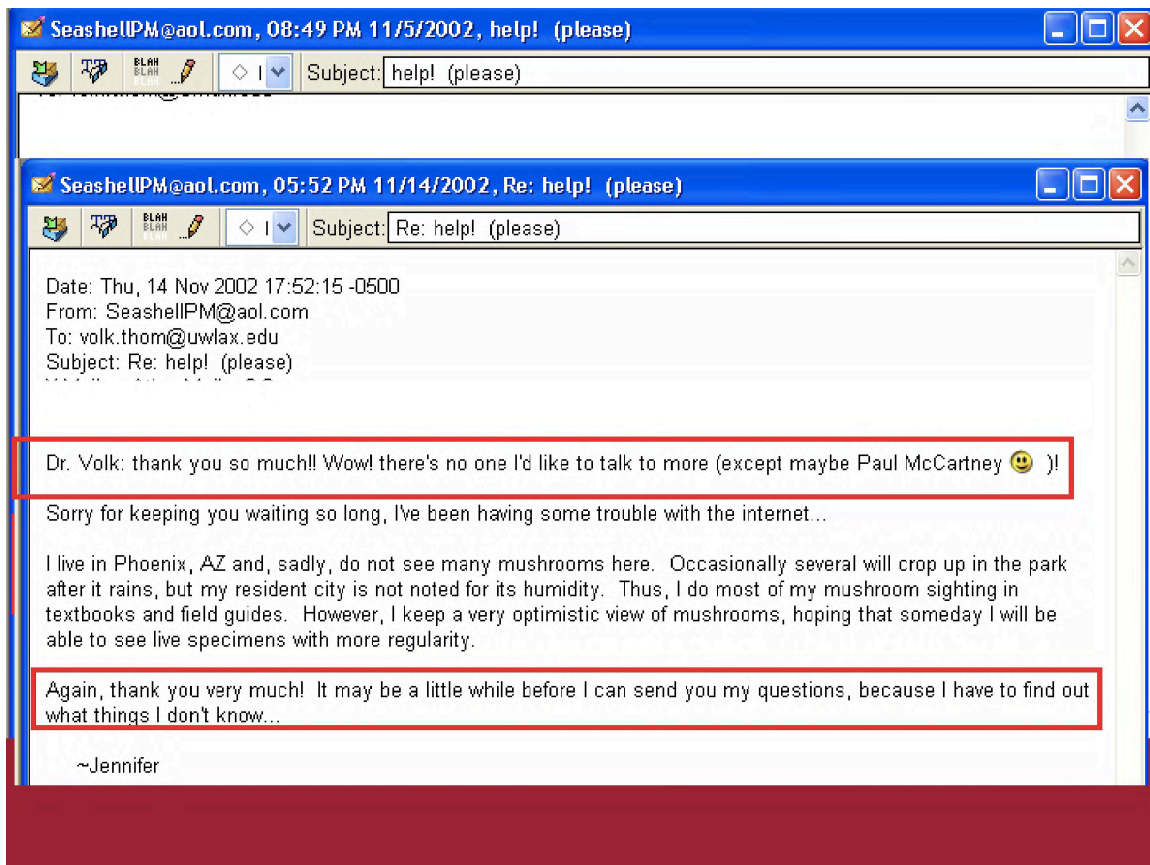 SeashellPM@aol.com, 08:49 PM 11/5/2002, help!  (please)
BLAH
BLAH
BLAH
Subject: help!  (please)
SeashellPM@aol.com, 05:52 PM 11/14/2002, Re: help!  (please)
BLAH
BLAH
BLAH
Subject: Re: help!  (please)
Date: Thu, 14 Nov 2002 17:52:15 -0500
From: SeashellPM@aol.com
To: volk.thom@uwlax.edu
Subject: Re: help!  (please)
Dr. Volk: thank you so much!! Wow! there's no one I'd like to talk to more (except maybe Paul McCartney 😃 )!
Sorry for keeping you waiting so long, I've been having some trouble with the internet...
I live in Phoenix, AZ and, sadly, do not see many mushrooms here.  Occasionally several will crop up in the park
after it rains, but my resident city is not noted for its humidity.  Thus, I do most of my mushroom sighting in
textbooks and field guides.  However, I keep a very optimistic view of mushrooms, hoping that someday I will be
able to see live specimens with more regularity.
Again, thank you very much!  It may be a little while before I can send you my questions, because I have to find out
what things I don't know...
~Jennifer